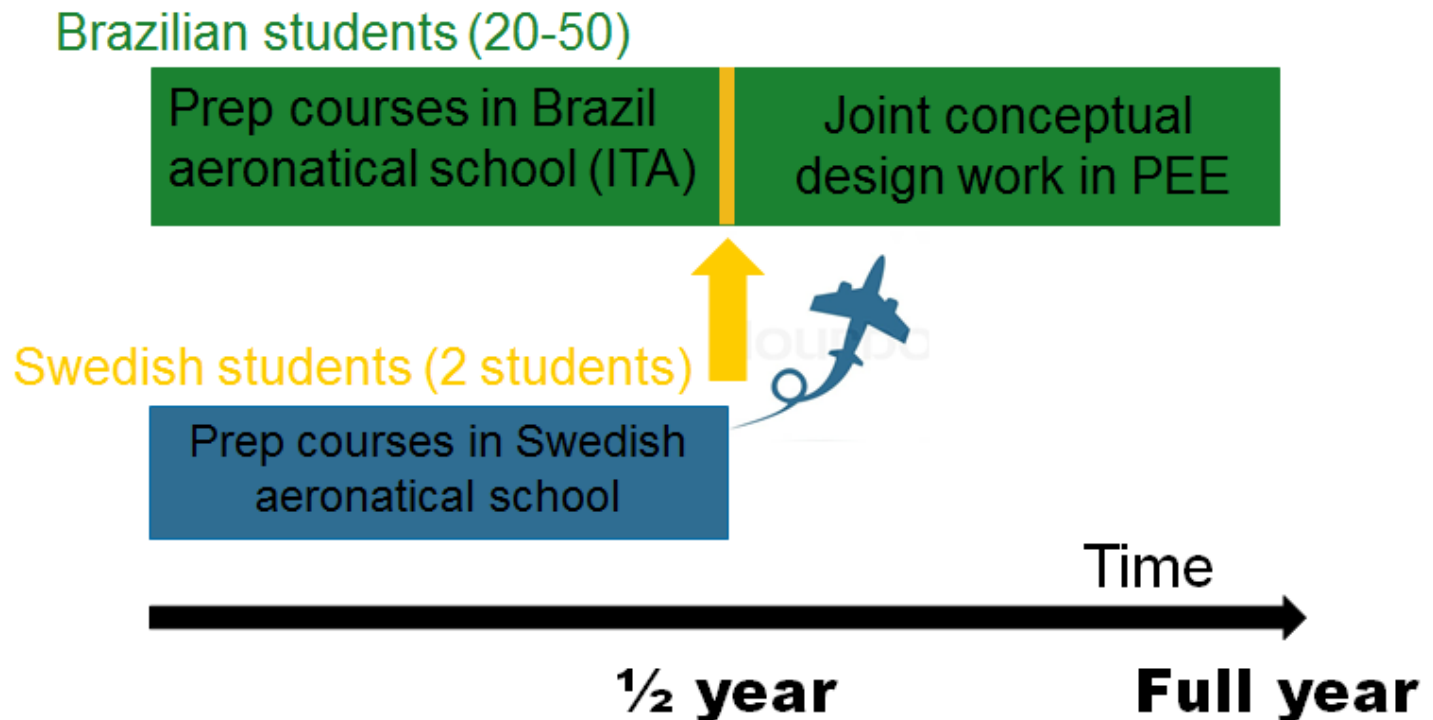 Brazilian students (20-50)
Prep courses in Brazil
aeronatical school (ITA)
Joint conceptual
design work in PEE
Swedish students (2 students)
Prep courses in Swedish
aeronatical school
Time
½ year
Full year